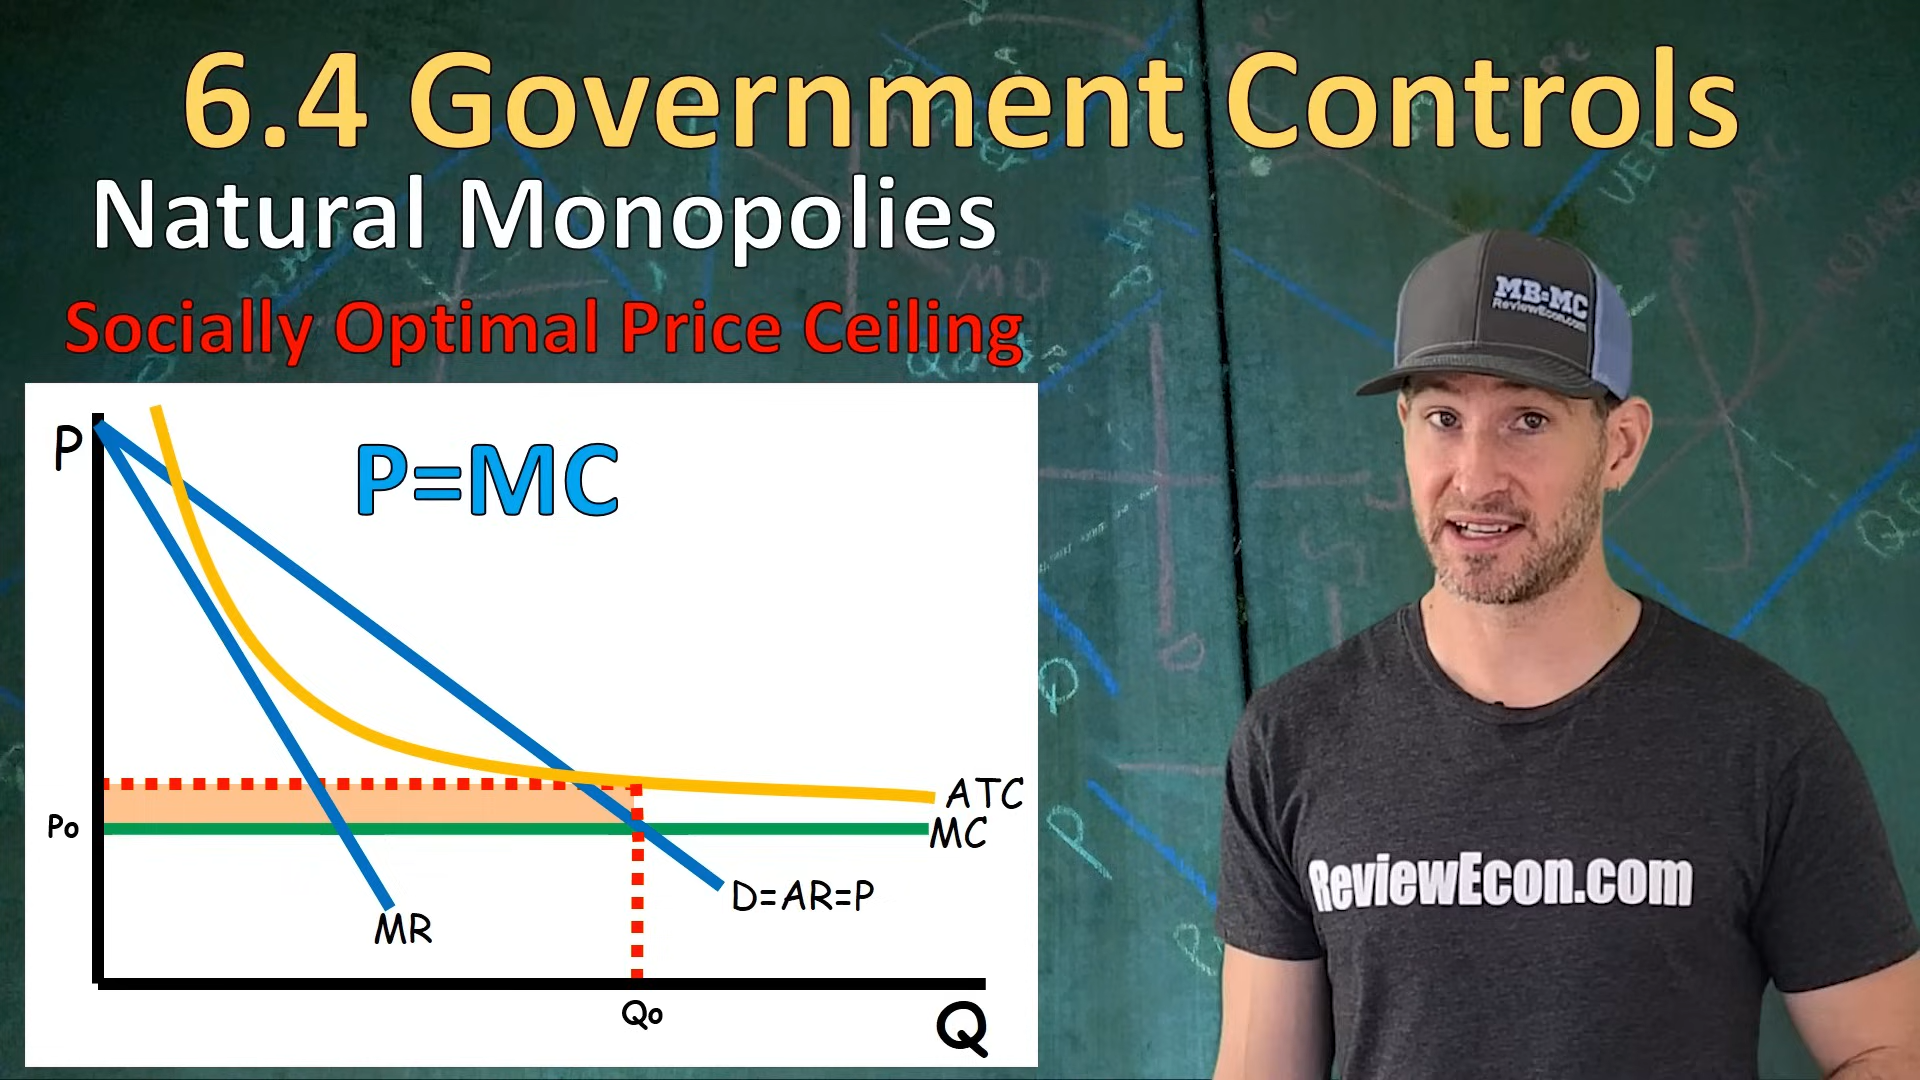 6.4 Government Controls
Natural Monopolies
Socially Optimal Price Ceiling
P
P=MC
ATC
Po
MC
D=AR=P
MR
Qo
Q
MB=MC
ReviewEcon.com
ReviewEcon.com